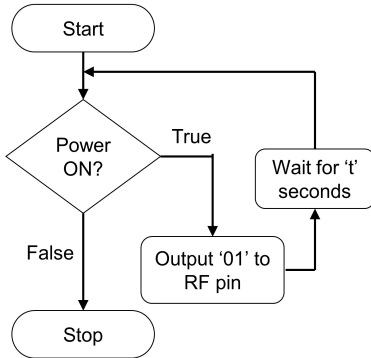 Start
Power
ON?
True
Wait for ‘t’
seconds
False
Output ‘01’ to
RF pin
Stop